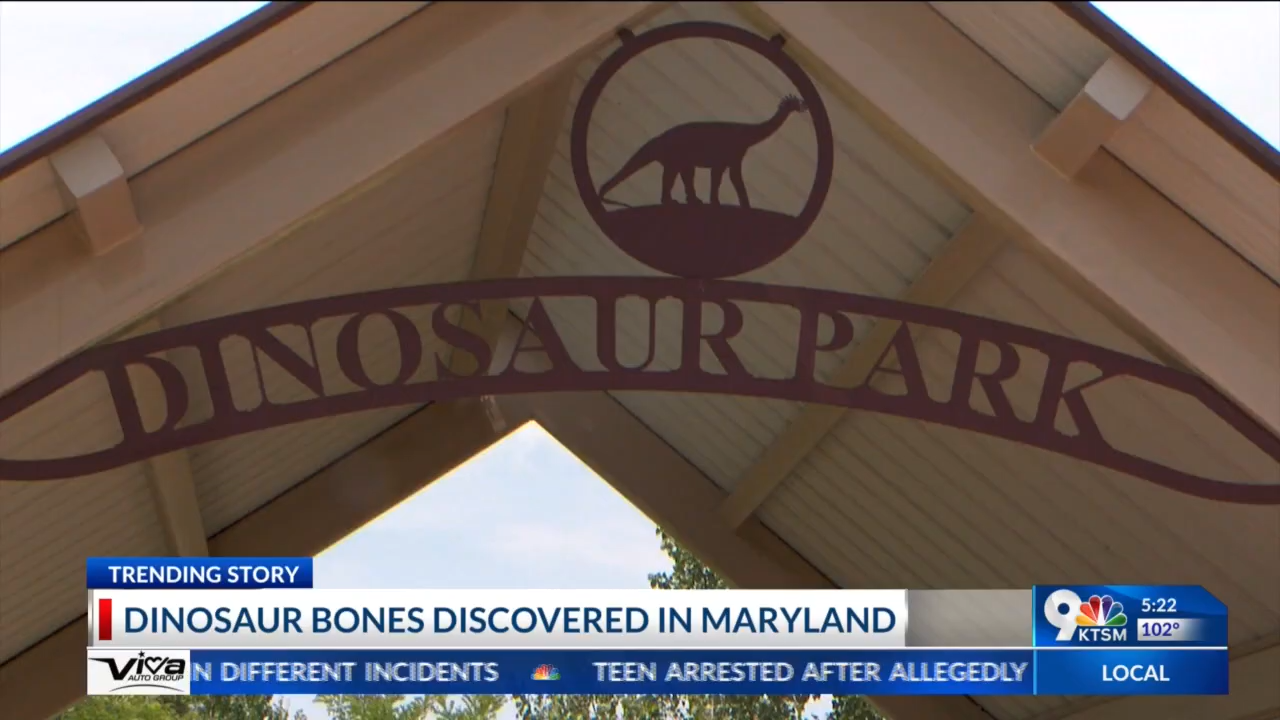 DINOSAUR PARK
TRENDING STORY
DINOSAUR BONES DISCOVERED IN MARYLAND
9 KTSM
5:22
102°
Viva
AUTO GROUP
N DIFFERENT INCIDENTS TEEN ARRESTED AFTER ALLEGEDLY
LOCAL